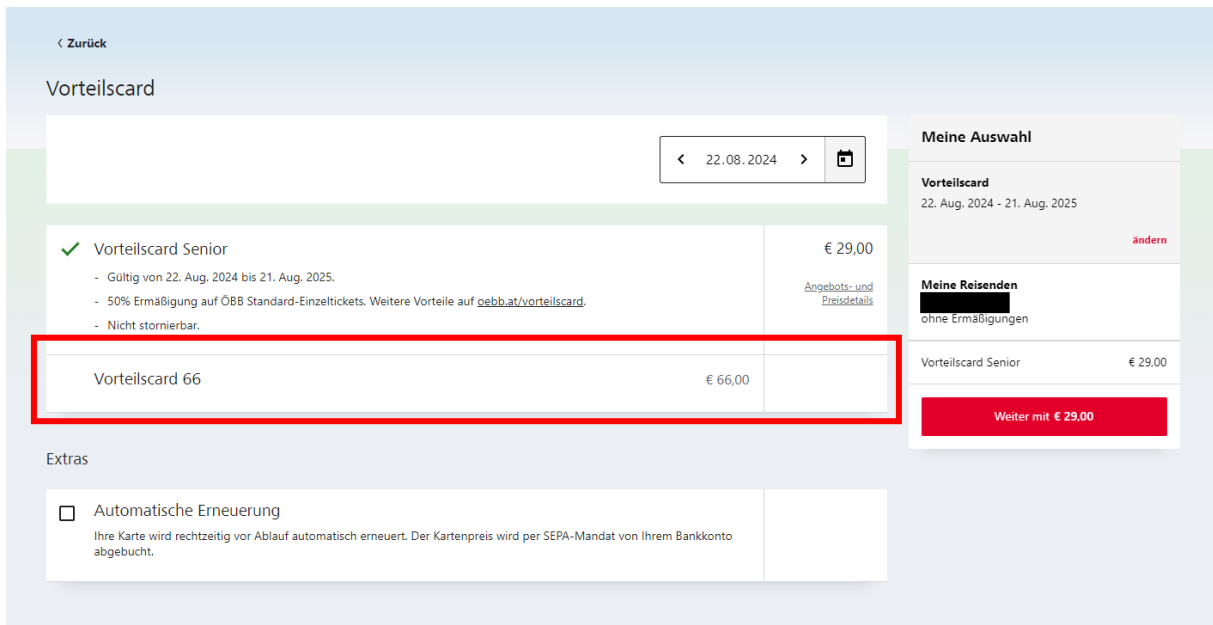 Zurück
Vorteilscard
22.08.2024
Vorteilscard Senior
€ 29,00
- Gültig von 22. Aug. 2024 bis 21. Aug. 2025.
- 50% Ermäßigung auf ÖBB Standard-Einzeltickets. Weitere Vorteile auf oebb.at/vorteilscard.
- Nicht stornierbar.
Angebots- und
Preisdetails
Vorteilscard 66
€ 66,00
Extras
Automatische Erneuerung
Ihre Karte wird rechtzeitig vor Ablauf automatisch erneuert. Der Kartenpreis wird per SEPA-Mandat von Ihrem Bankkonto
abgebucht.
Meine Auswahl
Vorteilscard
22. Aug. 2024 - 21. Aug. 2025
ändern
Meine Reisenden
ohne Ermäßigungen
Vorteilscard Senior € 29,00
Weiter mit € 29,00